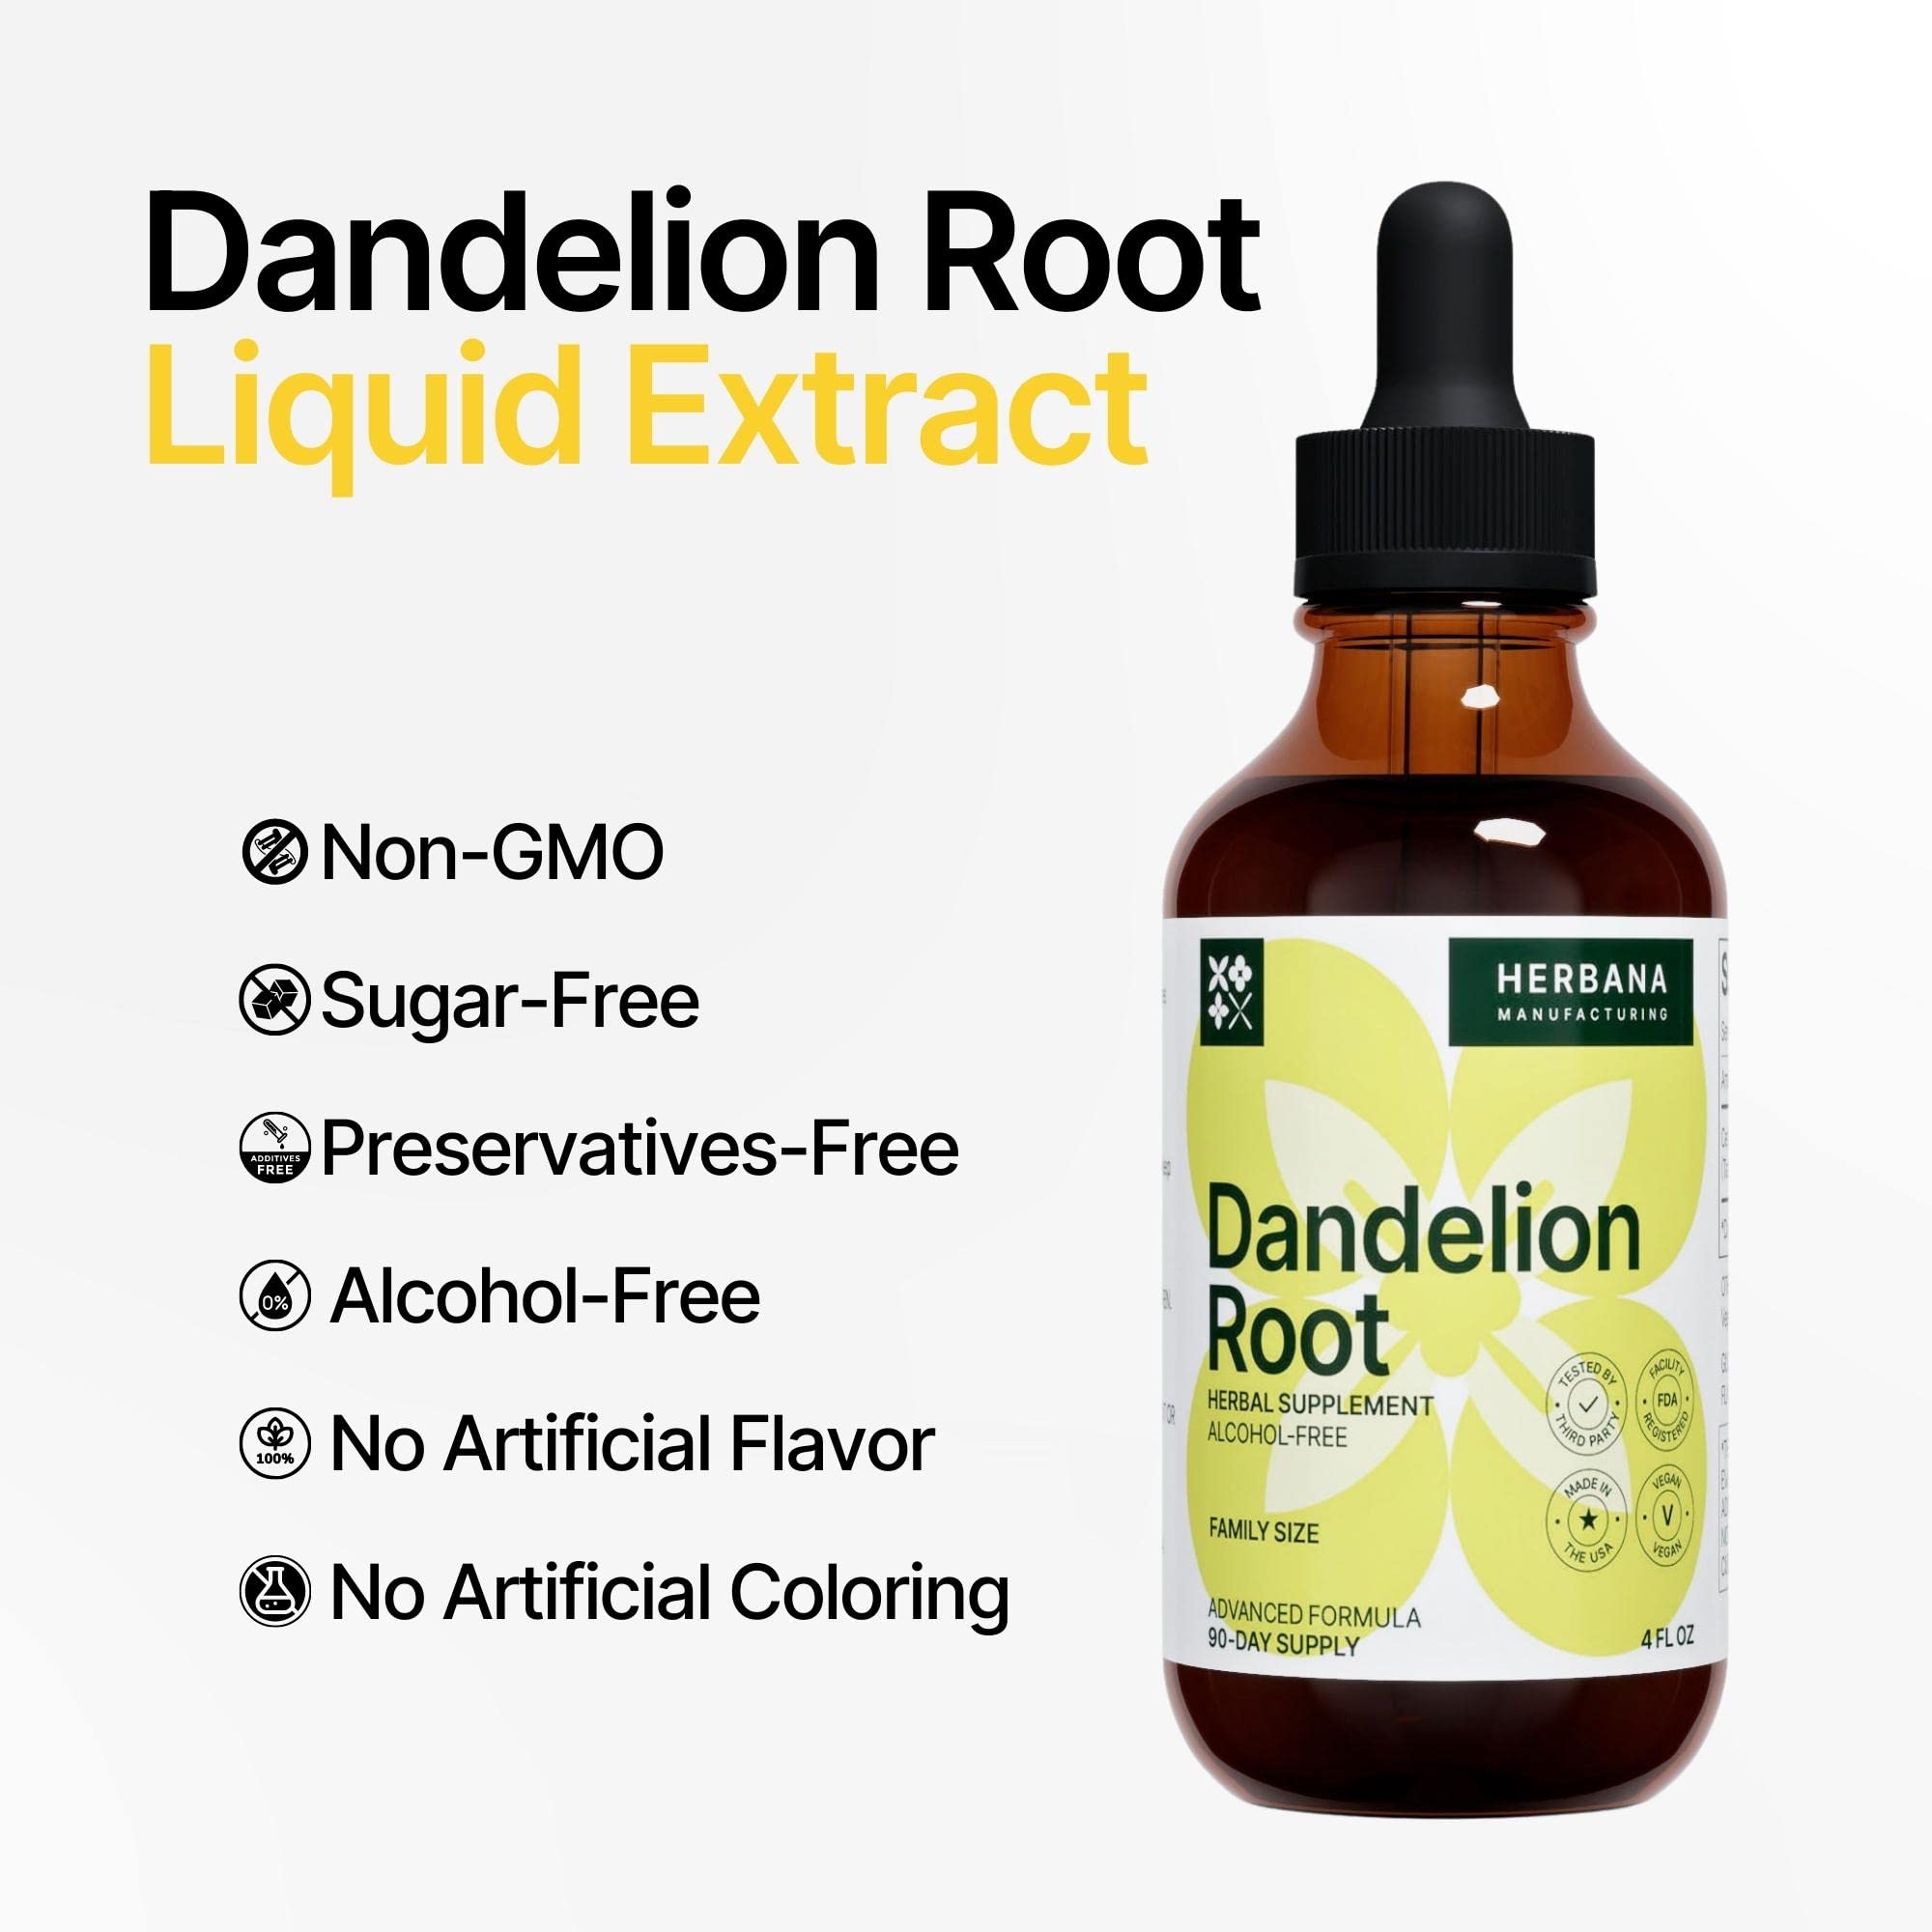 Dandelion Root
Liquid Extract
Non-GMO
Sugar-Free
ADDITIVES
FREE
Preservatives-Free
0%
Alcohol-Free
100%
No Artificial Flavor
No Artificial Coloring
HERBANA
MANUFACTURING
Dandelion
Root
HERBAL SUPPLEMENT
ALCOHOL-FREE
TESTED BY
THIRD PARTY
FACILITY
FDA
REGISTERED
MADE IN
THE USA
VEGAN
V
VEGAN
FAMILY SIZE
ADVANCED FORMULA
90-DAY SUPPLY
4 FL OZ